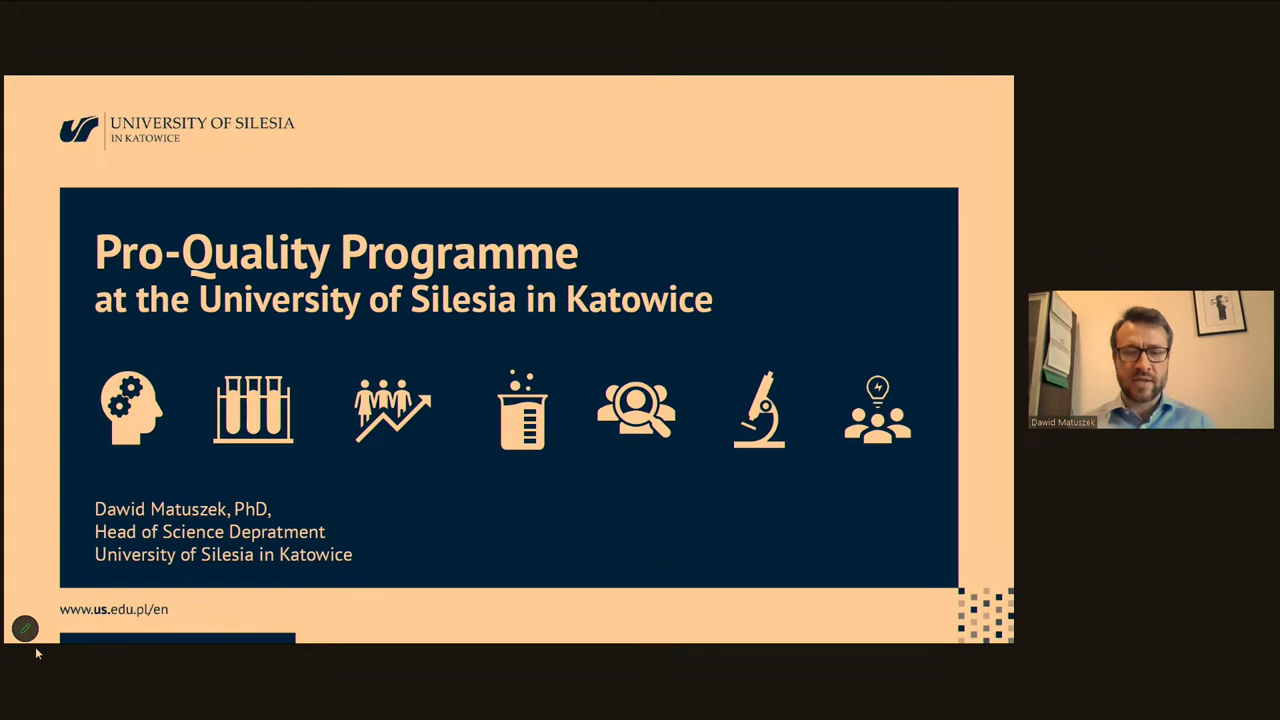 UNIVERSITY OF SILESIA
IN KATOWICE
Pro-Quality Programme
at the University of Silesia in Katowice
Dawid Matuszek, PhD,
Head of Science Depratment
University of Silesia in Katowice
www.us.edu.pl/en
Dawid Matuszek